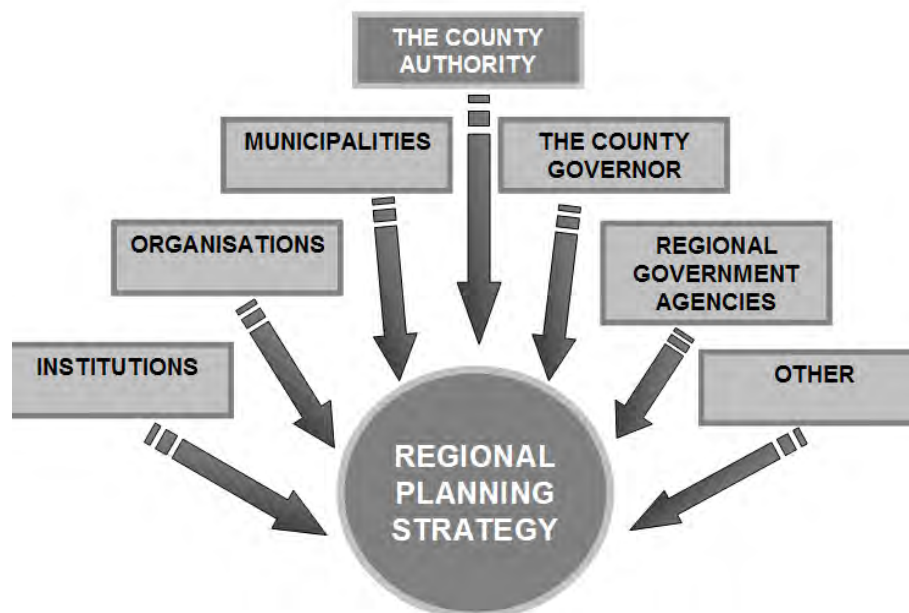 THE COUNTY
AUTHORITY
MUNICIPALITIES
THE COUNTY
GOVERNOR
ORGANISATIONS
REGIONAL
GOVERNMENT
AGENCIES
INSTITUTIONS
OTHER
REGIONAL
PLANNING
STRATEGY